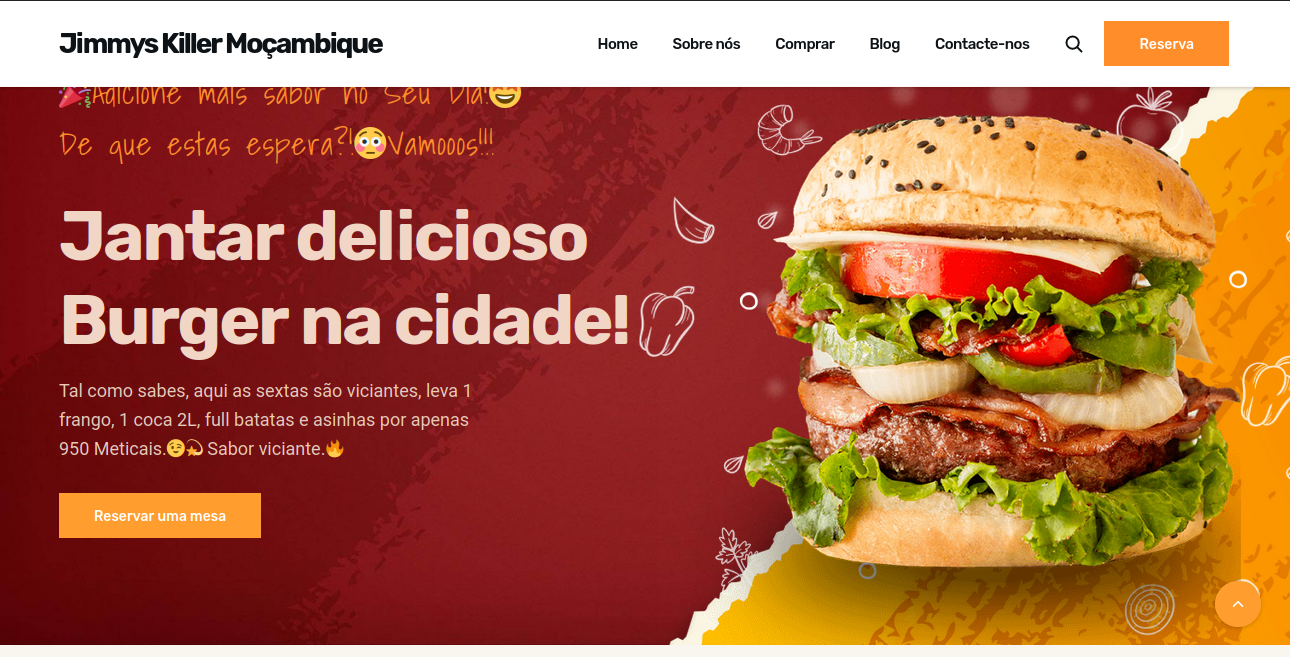 Jimmys Killer Moçambique
Home Sobre nós Comprar Blog Contacte-nos Reserva
🎉Adicione mais sabor no Seu Dia!😄
De que estas espera?!😳Vamooos!!!
Jantar delicioso
Burger na cidade!
Tal como sabes, aqui as sextas são viciantes, leva 1
frango, 1 coca 2L, full batatas e asinhas por apenas
950 Meticais.😉💫 Sabor viciante.🔥
Reservar uma mesa